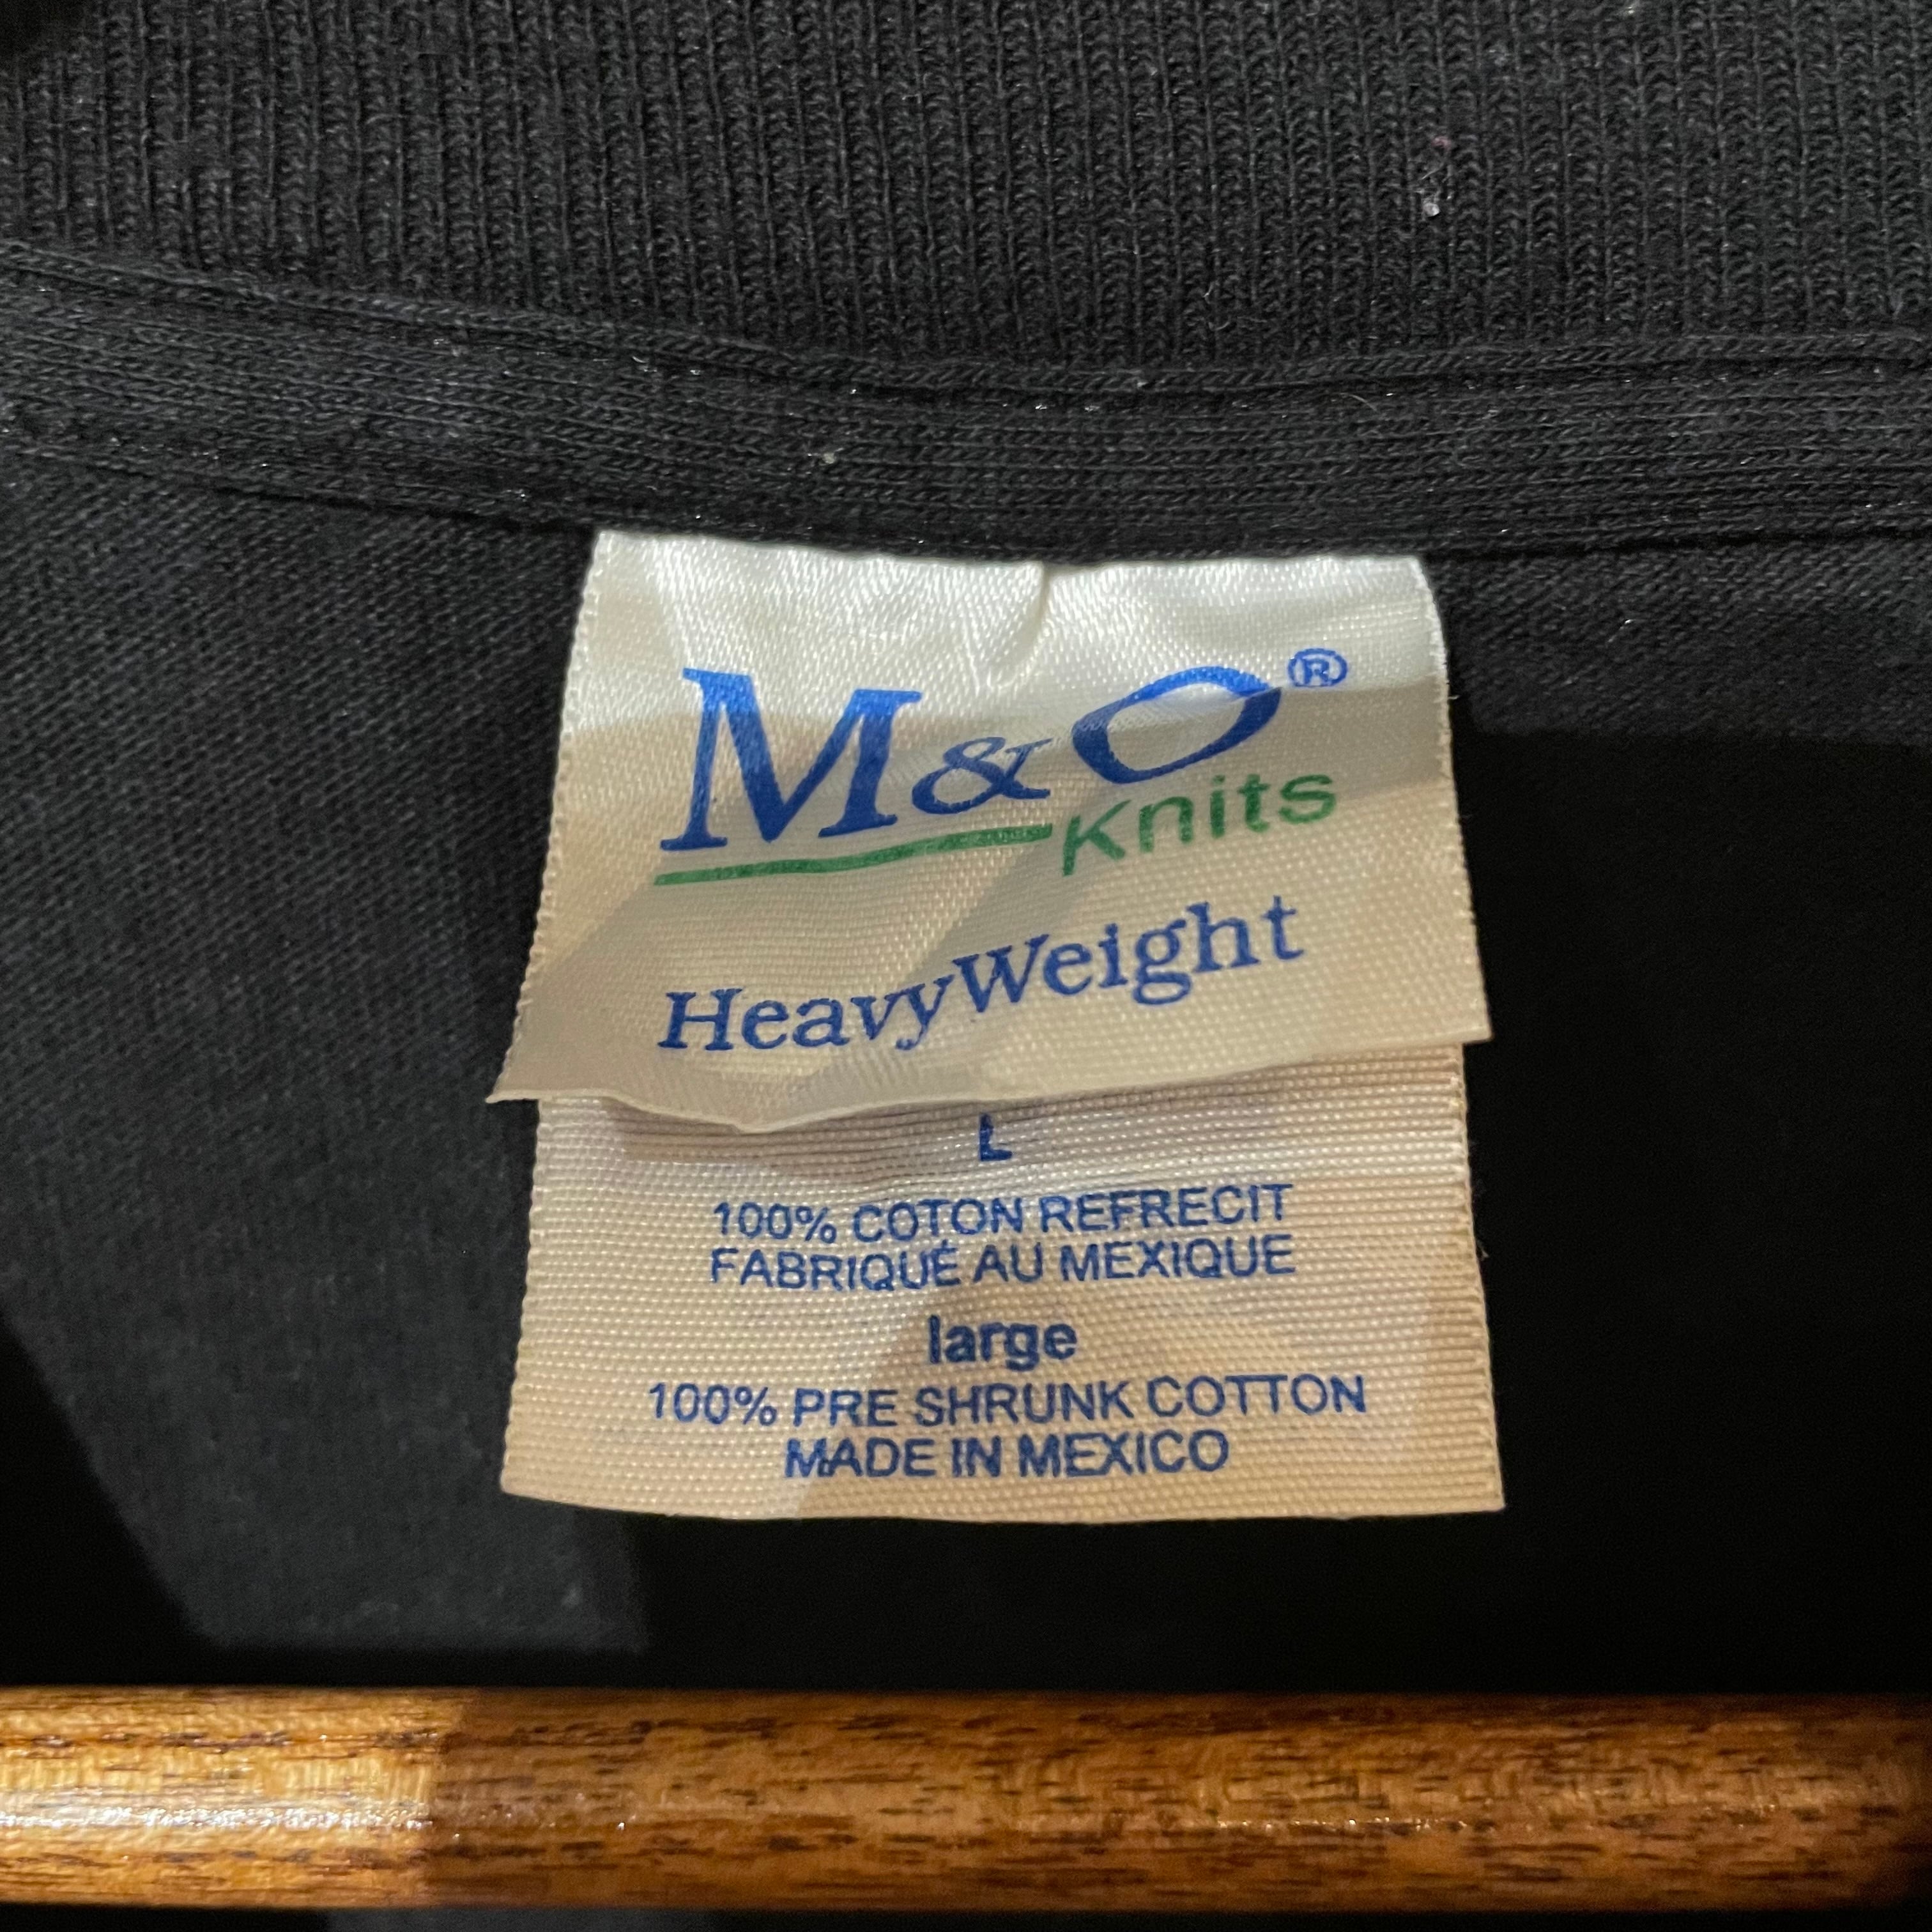 M&O®
Knits
HeavyWeight
L
100% COTON REFRECIT
FABRIQUÉ AU MEXIQUE
large
100% PRE SHRUNK COTTON
MADE IN MEXICO